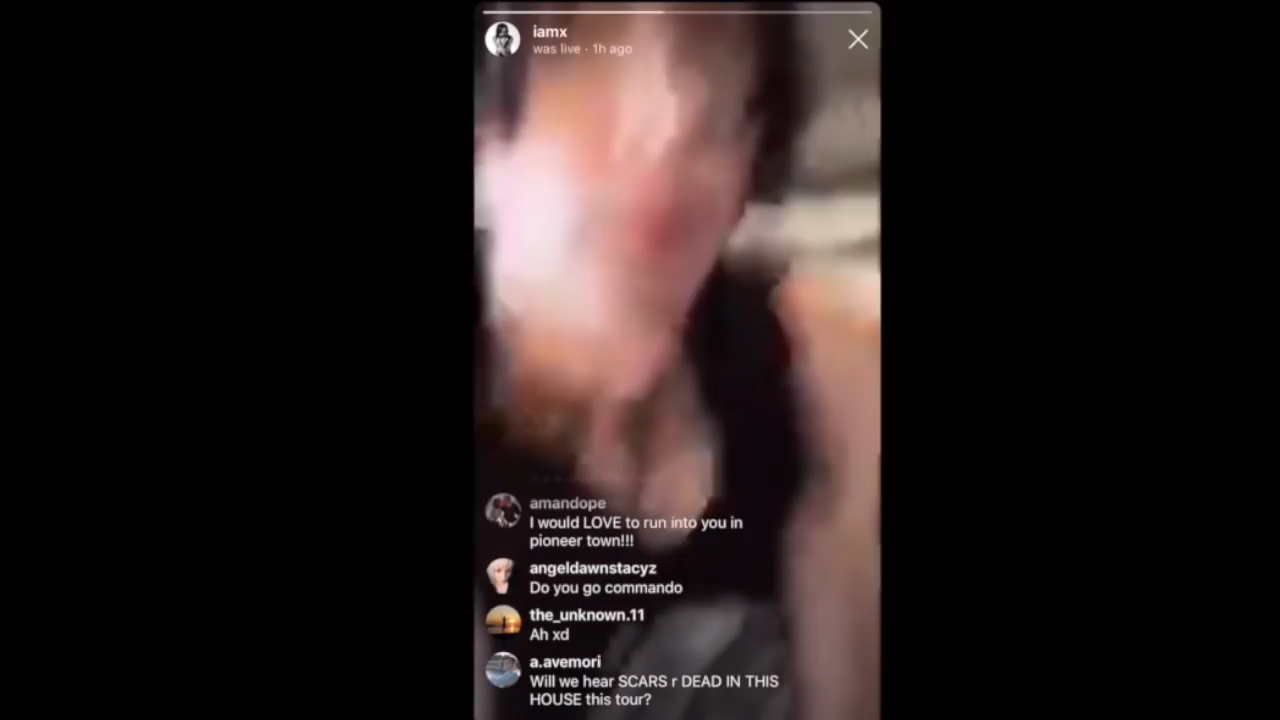 iamx
was live · 1h ago
amandope
I would LOVE to run into you in
pioneer town!!!
angeldawnstacyz
Do you go commando
the_unknown.11
Ah xd
a.avemori
Will we hear SCARS r DEAD IN THIS
HOUSE this tour?